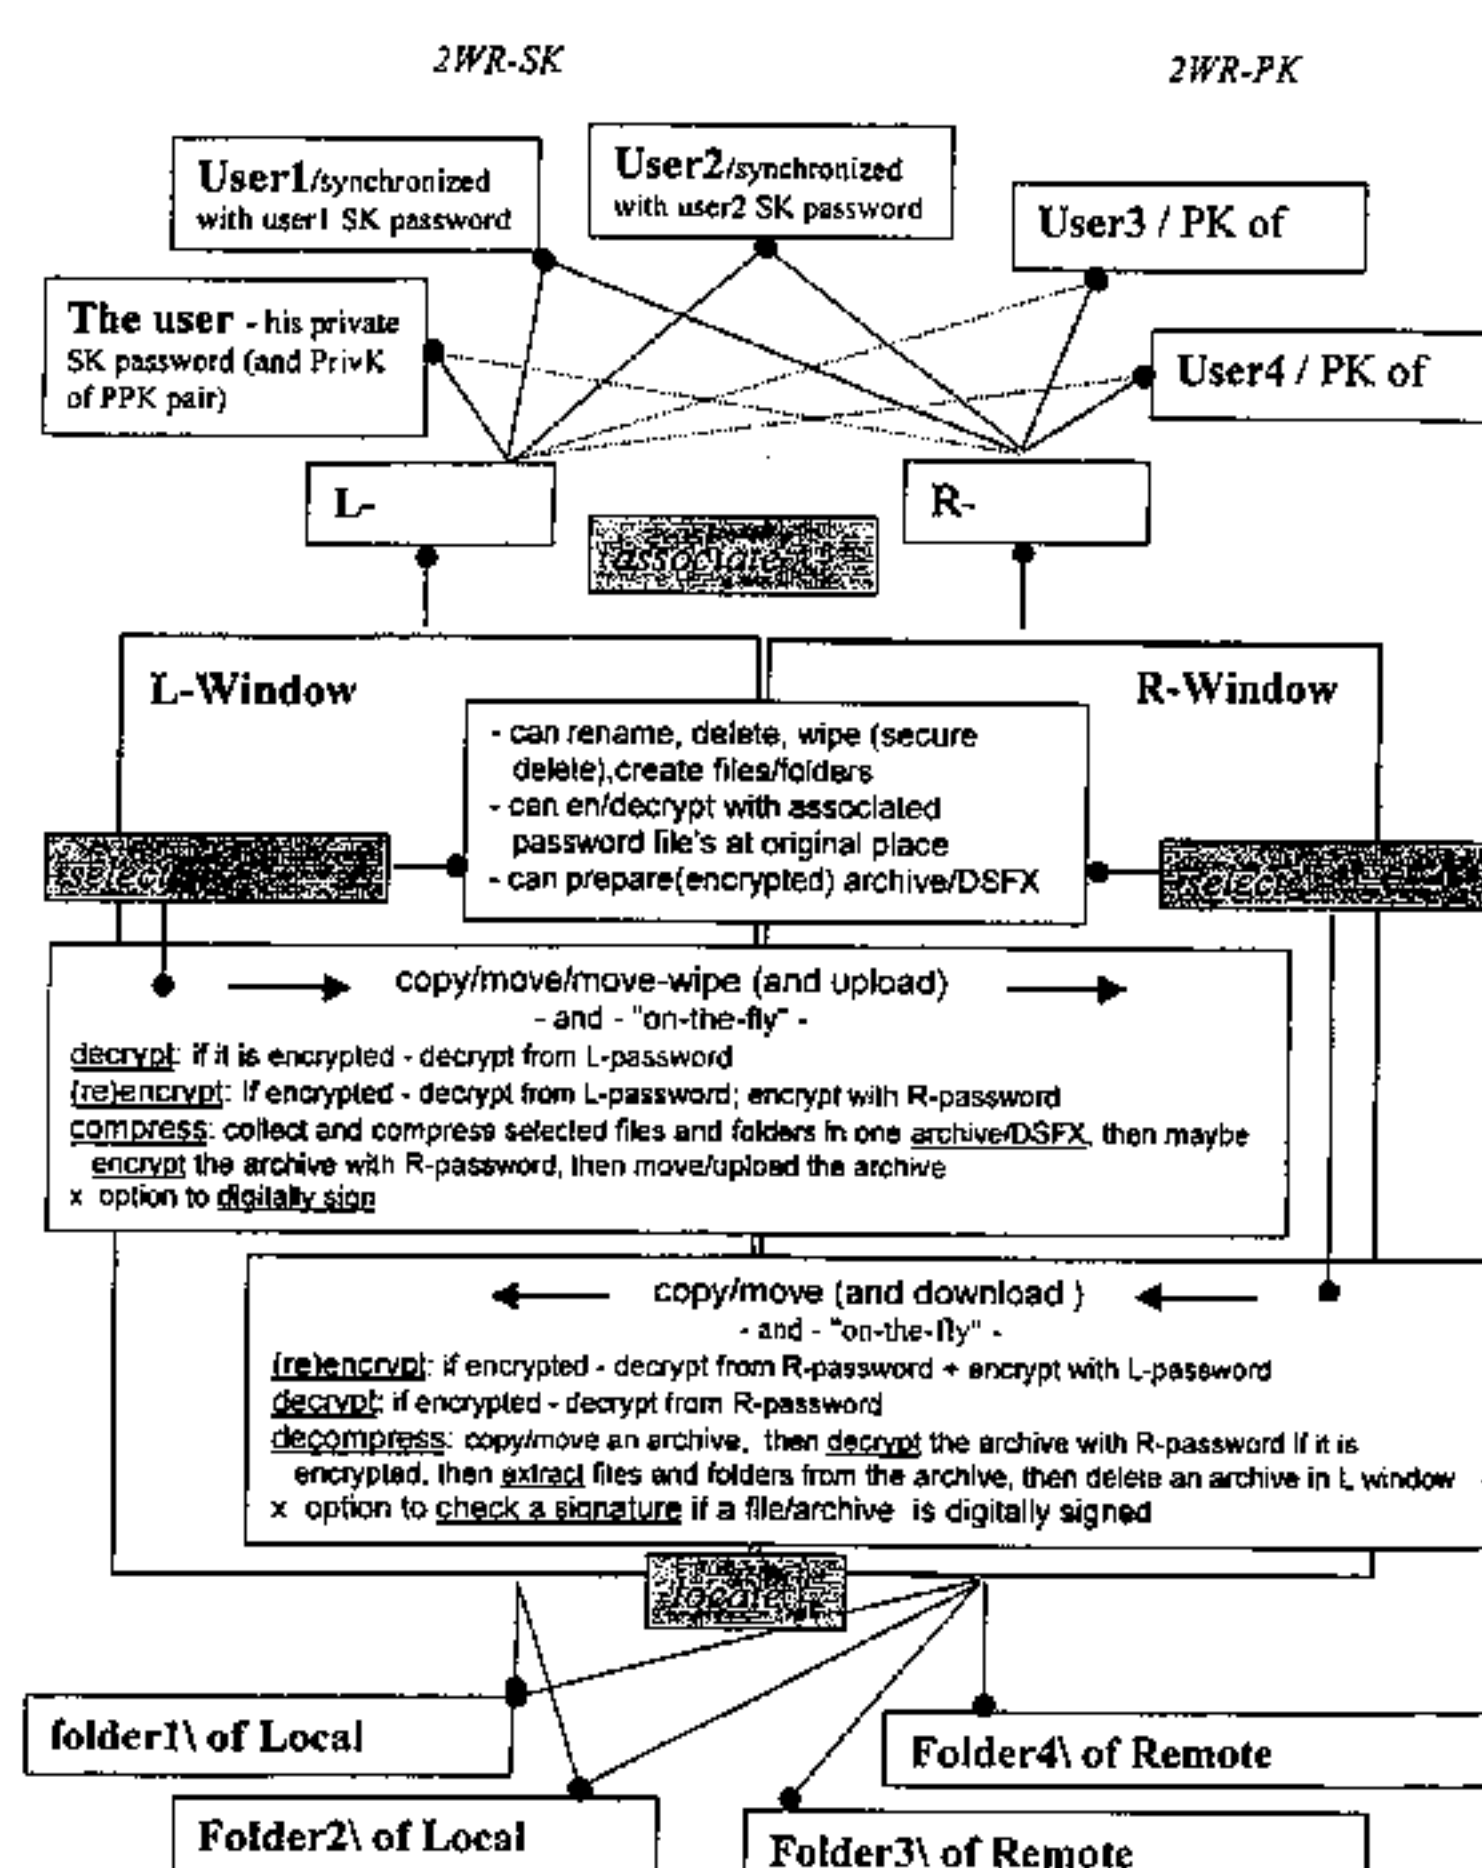 2WR-SK
2WR-PK
User1/synchronized
with user1 SK password
User2/synchronized
with user2 SK password
User3 / PK of
The user - his private
SK password (and PrivK
of PPK pair)
User4 / PK of
L-
R-
associate
L-Window
R-Window
- can rename, delete, wipe (secure
delete),create files/folders
- can en/decrypt with associated
password file's at original place
- can prepare(encrypted) archive/DSFX
select
select
copy/move/move-wipe (and upload)
- and - "on-the-fly" -
decrypt: if it is encrypted - decrypt from L-password
(re)encrypt: If encrypted - decrypt from L-password; encrypt with R-password
compress: collect and compress selected files and folders in one archive/DSFX, then maybe
encrypt the archive with R-password, then move/upload the archive
x option to digitally sign
copy/move (and download )
- and - "on-the-fly" -
(re)encrypt: if encrypted - decrypt from R-password + encrypt with L-password
decrypt: if encrypted - decrypt from R-password
decompress: copy/move an archive, then decrypt the archive with R-password If it is
encrypted, then extract files and folders from the archive, then delete an archive in L window
x option to check a signature if a file/archive is digitally signed
locate
folder1\ of Local
Folder4\ of Remote
Folder2\ of Local
Folder3\ of Remote